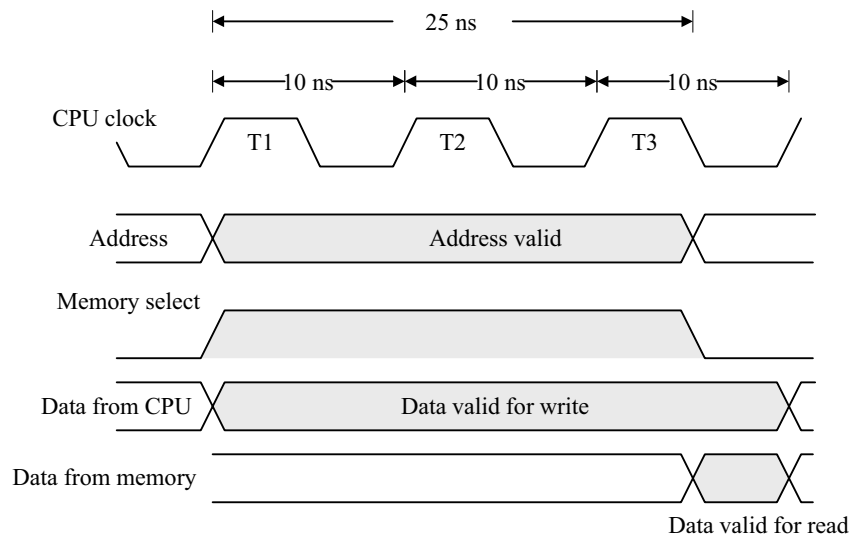 25 ns
10 ns 10 ns 10 ns
CPU clock
T1 T2 T3
Address Address valid
Memory select
Data from CPU Data valid for write
Data from memory
Data valid for read